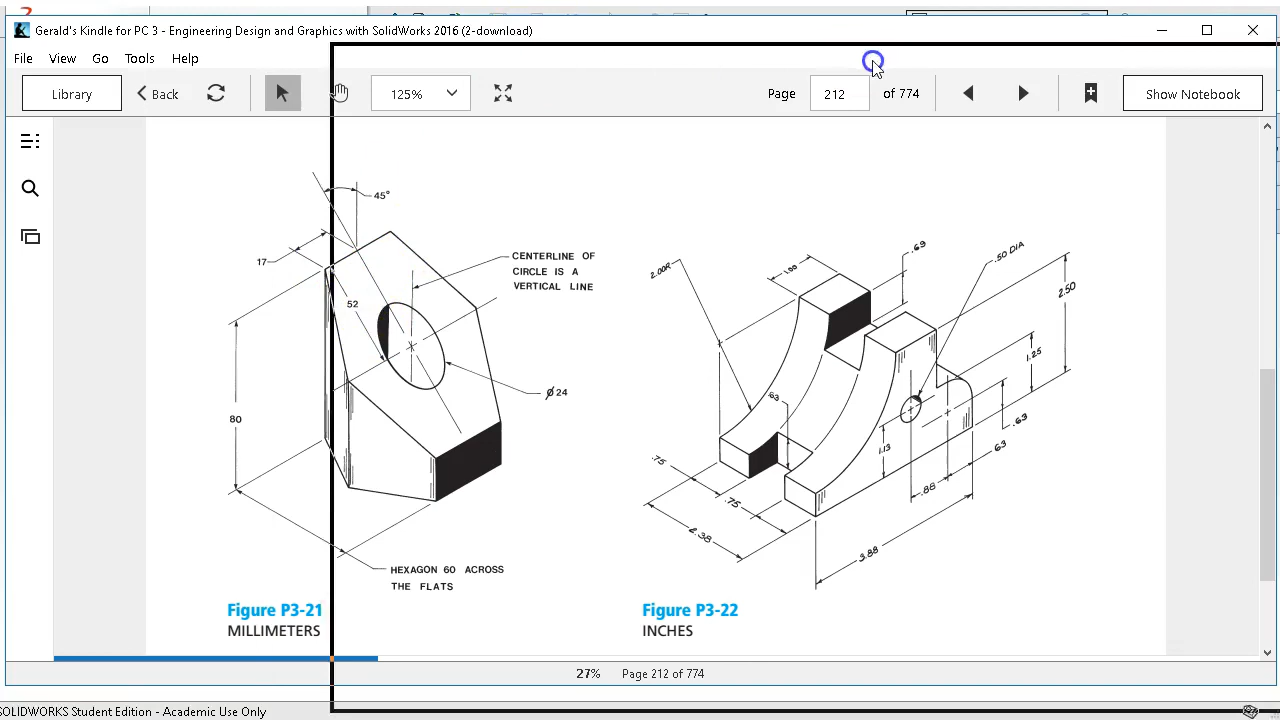 Gerald's Kindle for PC 3 - Engineering Design and Graphics with SolidWorks 2016 (2-download)
File View Go Tools Help
Library
Back
125%
Page 212 of 774
Show Notebook
45°
17
52
CENTERLINE OF
CIRCLE IS A
VERTICAL LINE
Ø24
80
HEXAGON 60 ACROSS
THE FLATS
Figure P3-21
MILLIMETERS
2.00R
1.00
.69
.50 DIA
2.50
1.25
.63
.63
1.13
.63
.88
.75
.75
2.38
3.88
Figure P3-22
INCHES
27% Page 212 of 774
SOLIDWORKS Student Edition - Academic Use Only